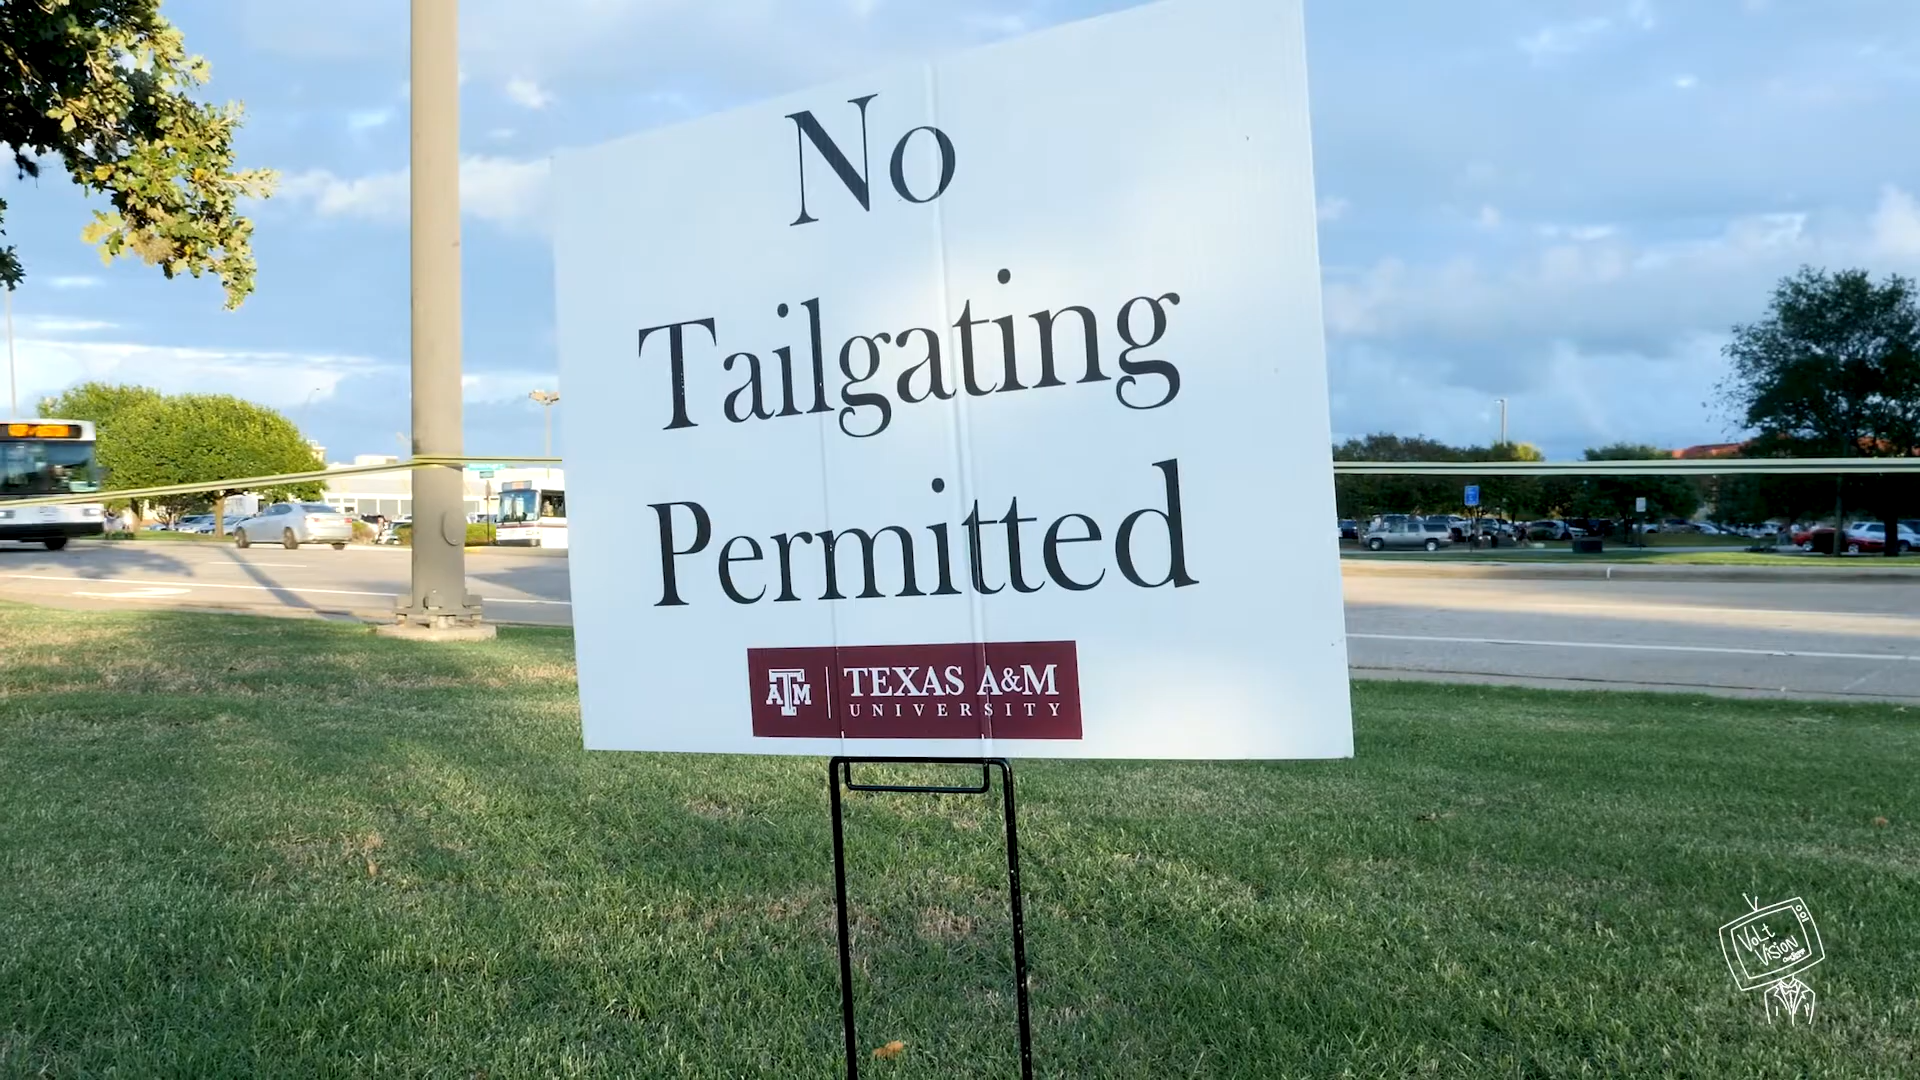 No
Tailgating
Permitted
ATM
TEXAS A&M
UNIVERSITY
VOLT
VISION